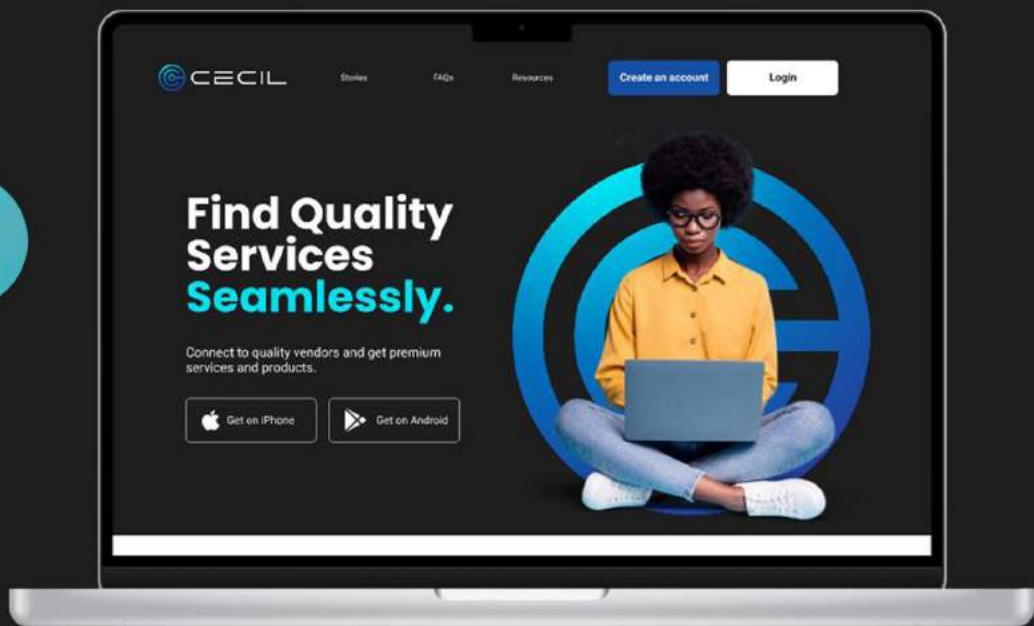 CECIL
Stories
FAQs
Resources
Create an account
Login
Find Quality
Services
Seamlessly.
Connect to quality vendors and get premium
services and products.
Get on iPhone
Get on Android